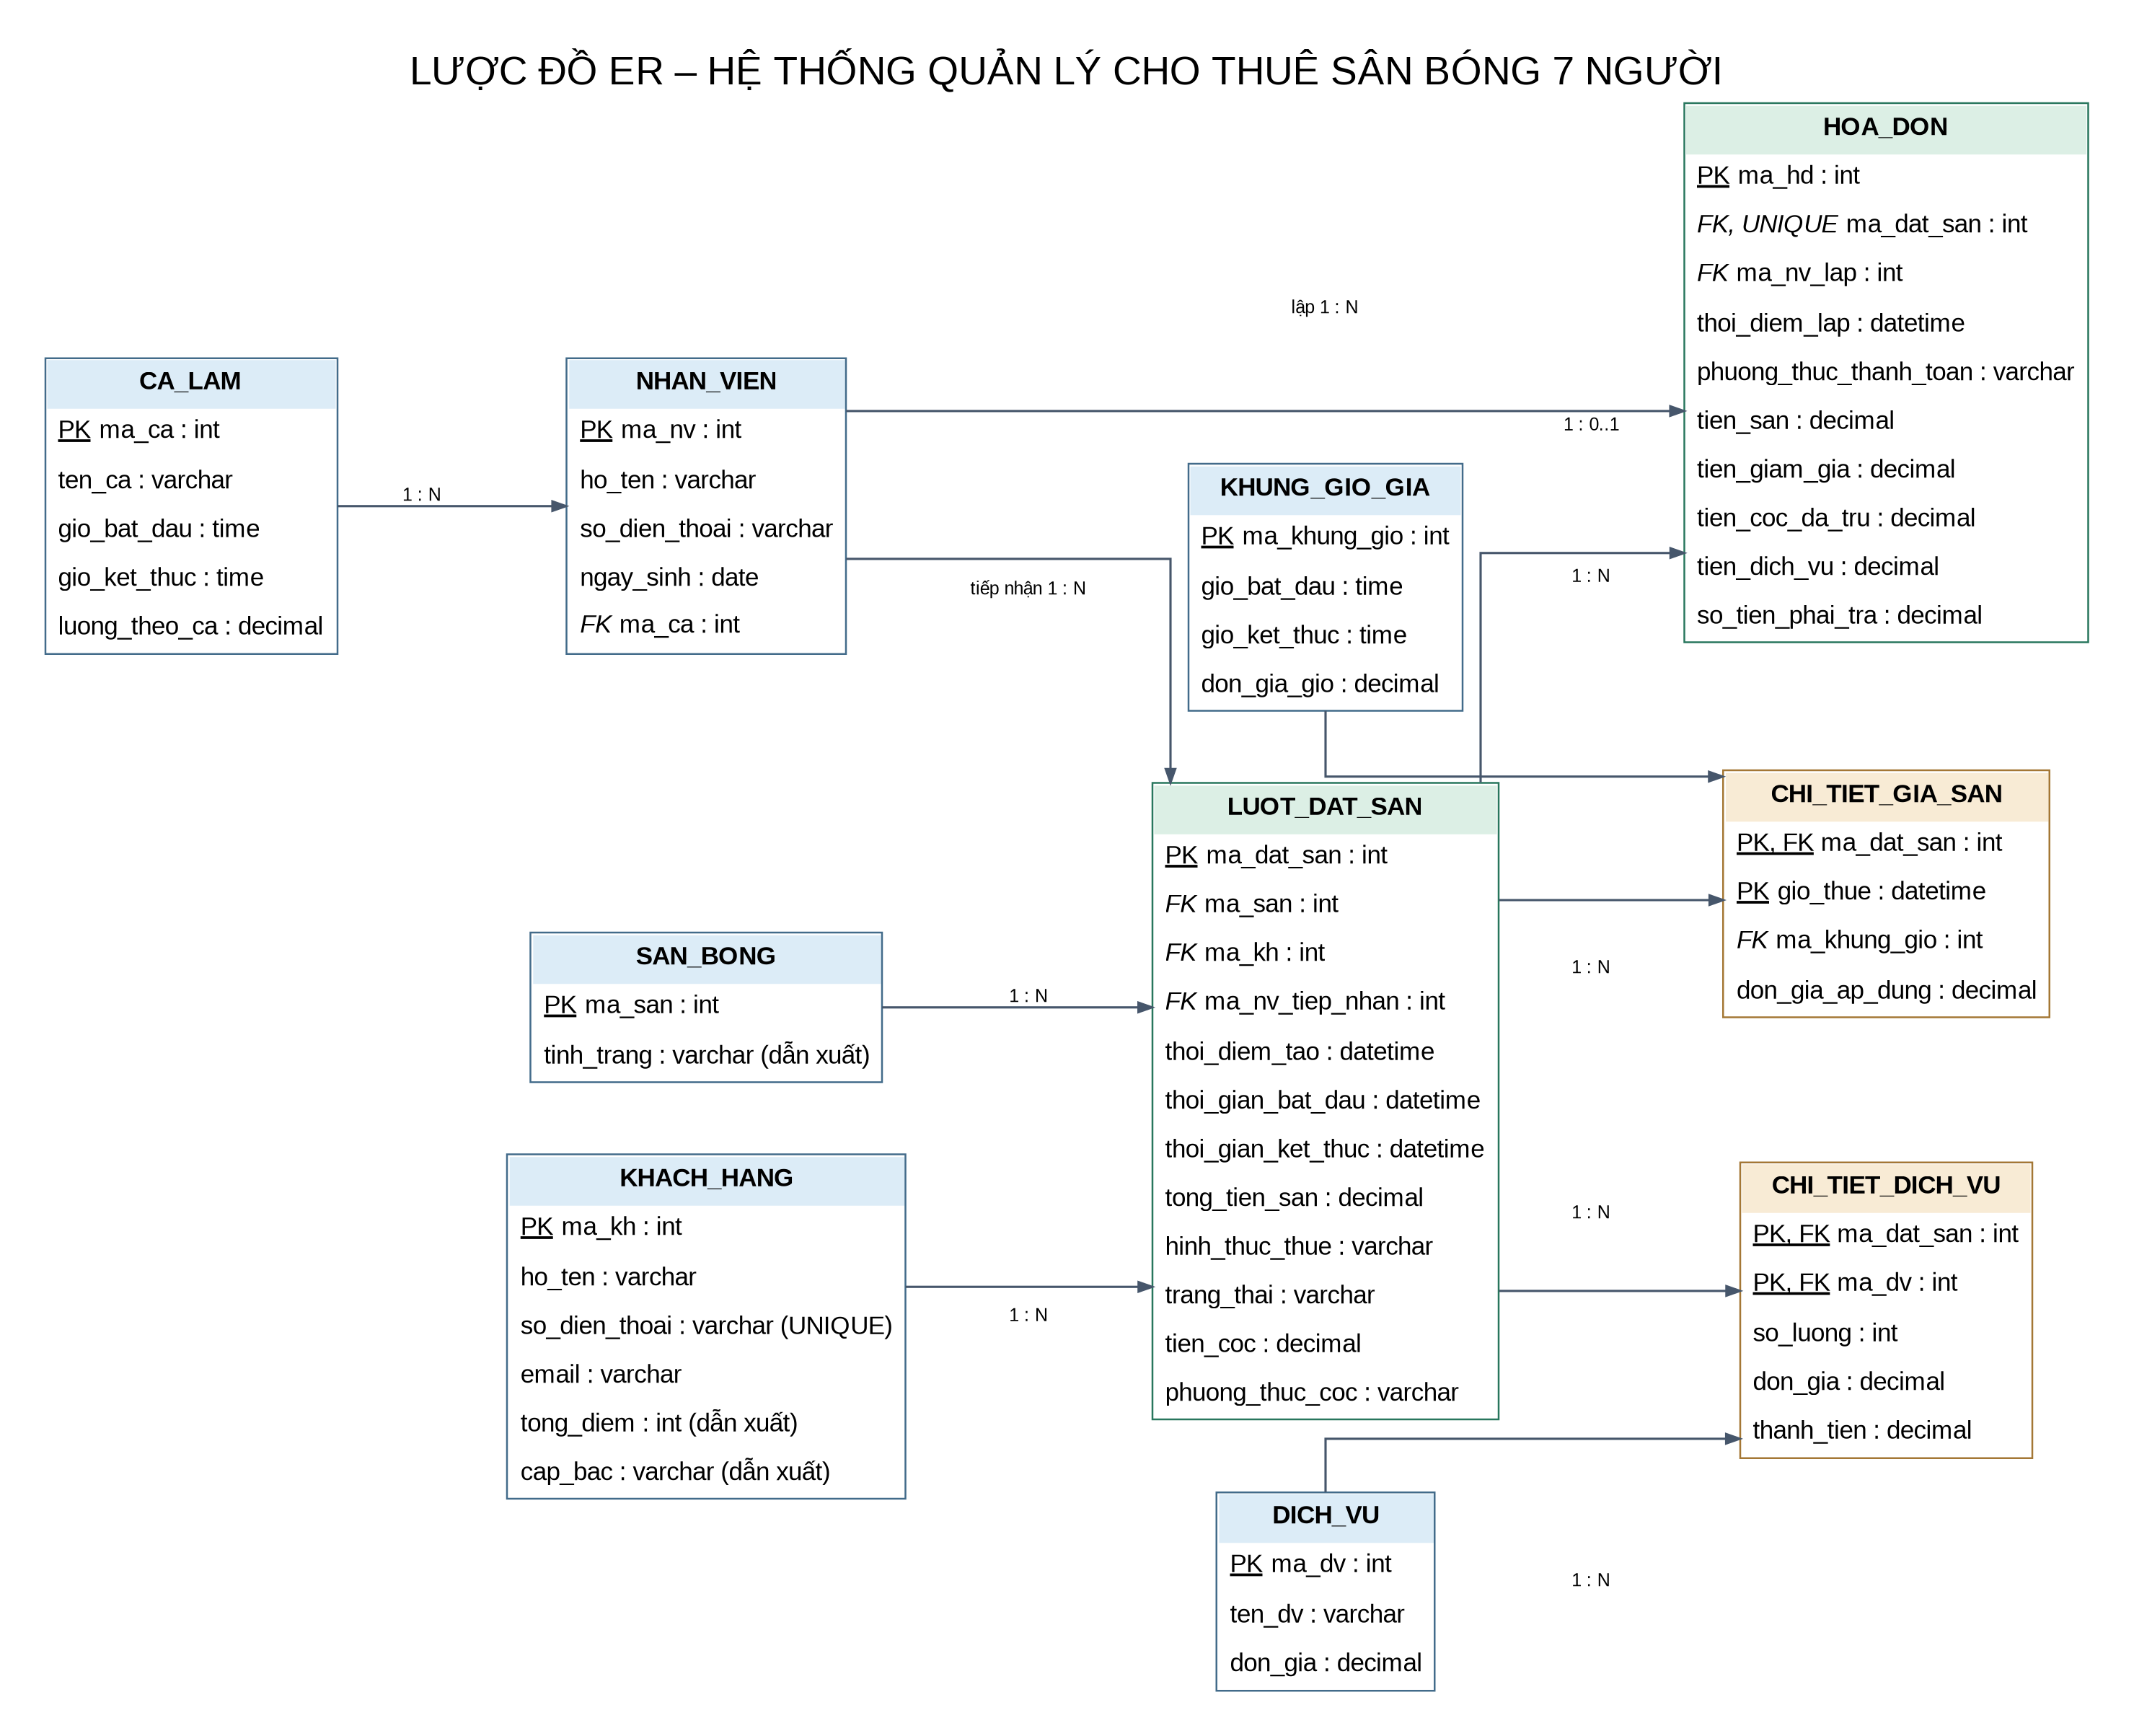 LƯỢC ĐỒ ER – HỆ THỐNG QUẢN LÝ CHO THUÊ SÂN BÓNG 7 NGƯỜI
CA_LAM
PK ma_ca : int
ten_ca : varchar
gio_bat_dau : time
gio_ket_thuc : time
luong_theo_ca : decimal
1 : N
NHAN_VIEN
PK ma_nv : int
ho_ten : varchar
so_dien_thoai : varchar
ngay_sinh : date
FK ma_ca : int
lập 1 : N
tiếp nhận 1 : N
HOA_DON
PK ma_hd : int
FK, UNIQUE ma_dat_san : int
FK ma_nv_lap : int
thoi_diem_lap : datetime
phuong_thuc_thanh_toan : varchar
tien_san : decimal
tien_giam_gia : decimal
tien_coc_da_tru : decimal
tien_dich_vu : decimal
so_tien_phai_tra : decimal
1 : 0..1
KHUNG_GIO_GIA
PK ma_khung_gio : int
gio_bat_dau : time
gio_ket_thuc : time
don_gia_gio : decimal
1 : N
SAN_BONG
PK ma_san : int
tinh_trang : varchar (dẫn xuất)
1 : N
KHACH_HANG
PK ma_kh : int
ho_ten : varchar
so_dien_thoai : varchar (UNIQUE)
email : varchar
tong_diem : int (dẫn xuất)
cap_bac : varchar (dẫn xuất)
1 : N
LUOT_DAT_SAN
PK ma_dat_san : int
FK ma_san : int
FK ma_kh : int
FK ma_nv_tiep_nhan : int
thoi_diem_tao : datetime
thoi_gian_bat_dau : datetime
thoi_gian_ket_thuc : datetime
tong_tien_san : decimal
hinh_thuc_thue : varchar
trang_thai : varchar
tien_coc : decimal
phuong_thuc_coc : varchar
CHI_TIET_GIA_SAN
PK, FK ma_dat_san : int
PK gio_thue : datetime
FK ma_khung_gio : int
don_gia_ap_dung : decimal
1 : N
1 : N
CHI_TIET_DICH_VU
PK, FK ma_dat_san : int
PK, FK ma_dv : int
so_luong : int
don_gia : decimal
thanh_tien : decimal
DICH_VU
PK ma_dv : int
ten_dv : varchar
don_gia : decimal
1 : N